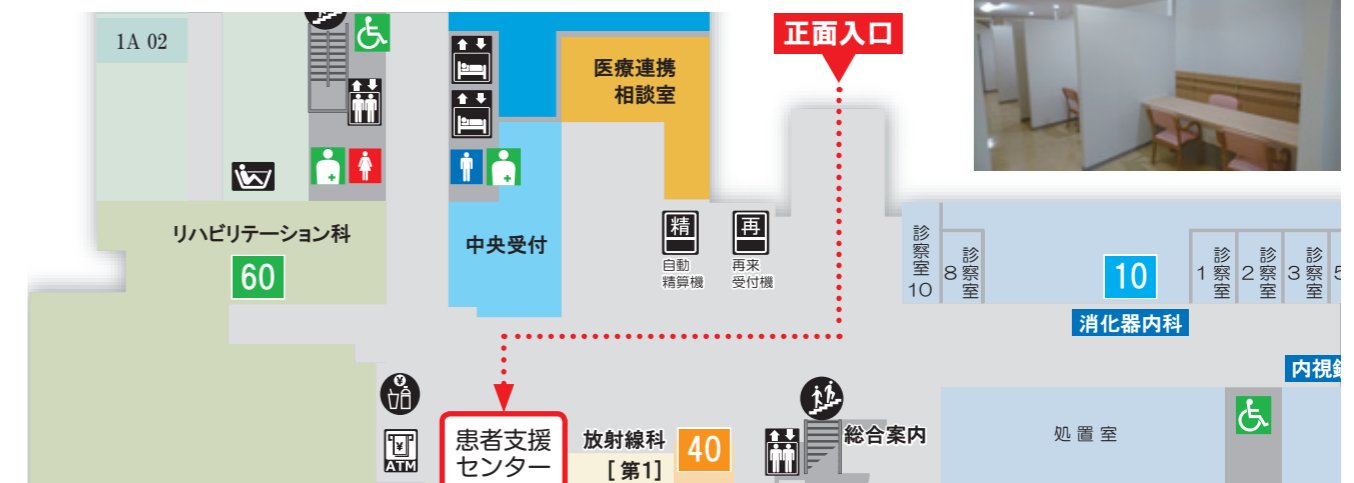 正面入口
1A 02
医療連携
相談室
リハビリテーション科
60
中央受付
精
自動
精算機
再
再来
受付機
診察室10
8診察室
10
1診察室
2診察室
3診察室
5
消化器内科
内視鏡
¥
¥
ATM
患者支援
センター
放射線科
[第1]
40
総合案内
処置室